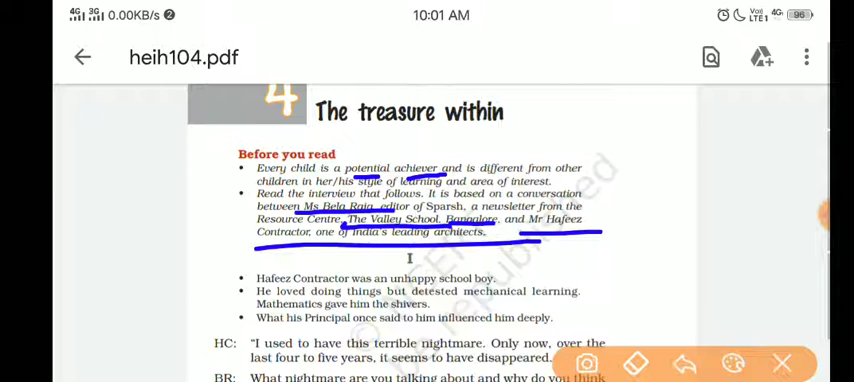 4G 3G 0.00KB/s 2 10:01 AM Vo) LTE1 4G 96
heih104.pdf
4 The treasure within
Before you read
• Every child is a potential achiever and is different from other
children in her/his style of learning and area of interest.
• Read the interview that follows. It is based on a conversation
between Ms Bela Raja, editor of Sparsh, a newsletter from the
Resource Centre, The Valley School, Bangalore, and Mr Hafeez
Contractor, one of India's leading architects.
I
• Hafeez Contractor was an unhappy school boy.
• He loved doing things but detested mechanical learning.
Mathematics gave him the shivers.
• What his Principal once said to him influenced him deeply.
HC: "I used to have this terrible nightmare. Only now, over the
last four to five years, it seems to have disappeared.
BR: What nightmare are you talking about and why do you think